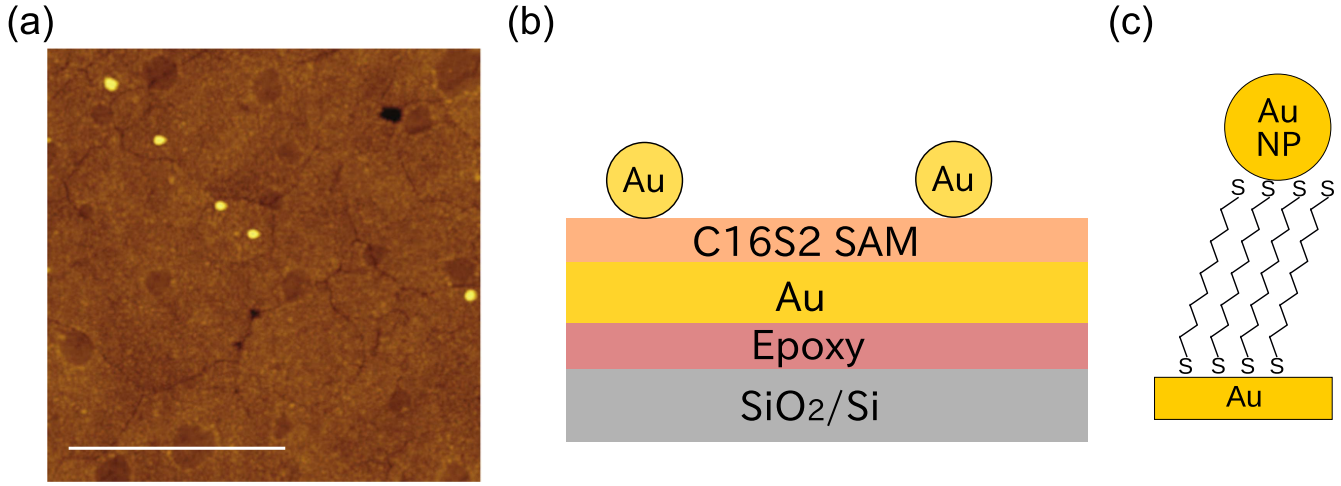 (a)
(b)
(c)
Au
Au
C16S2 SAM
Au
Epoxy
SiO2/Si
Au
NP
S S S S
S S S S
Au